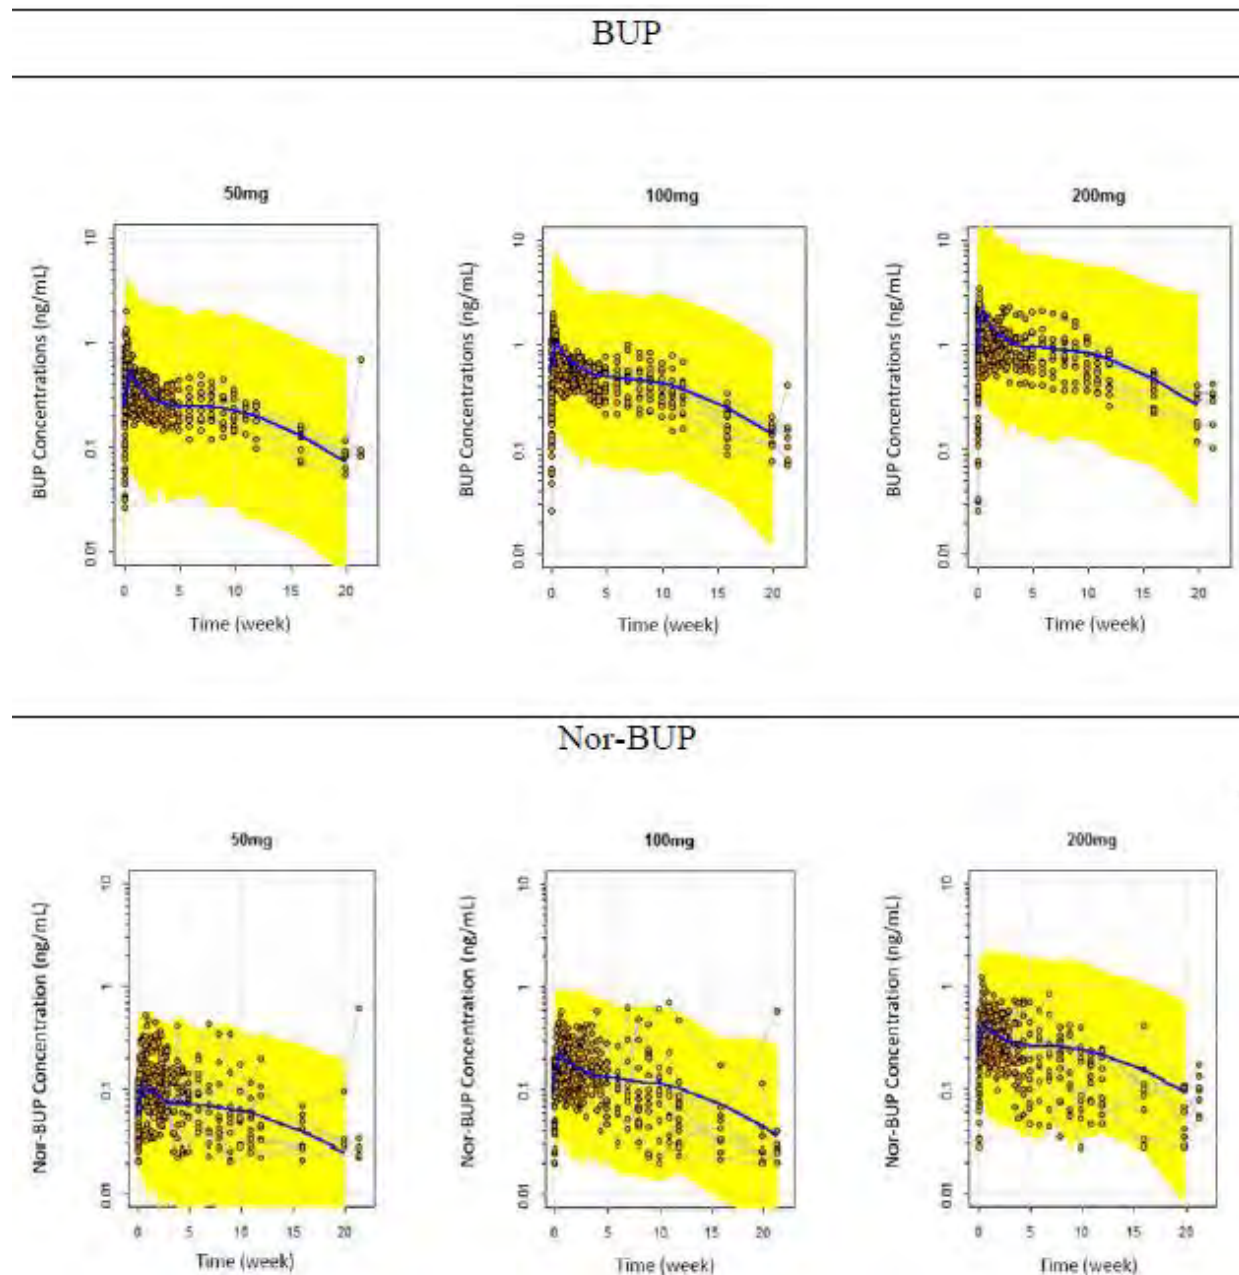 BUP
50mg 100mg 200mg
BUP Concentrations (ng/mL) BUP Concentrations (ng/mL) BUP Concentrations (ng/mL)
10 10 10
1 1 1
0.1 0.1 0.1
0.01 0.01 0.01
0 5 10 15 20 0 5 10 15 20 0 5 10 15 20
Time (week) Time (week) Time (week)
Nor-BUP
50mg 100mg 200mg
Nor-BUP Concentration (ng/mL) Nor-BUP Concentration (ng/mL) Nor-BUP Concentration (ng/mL)
10 10 10
1 1 1
0.1 0.1 0.1
0.01 0.01 0.01
0 5 10 15 20 0 5 10 15 20 0 5 10 15 20
Time (week) Time (week) Time (week)